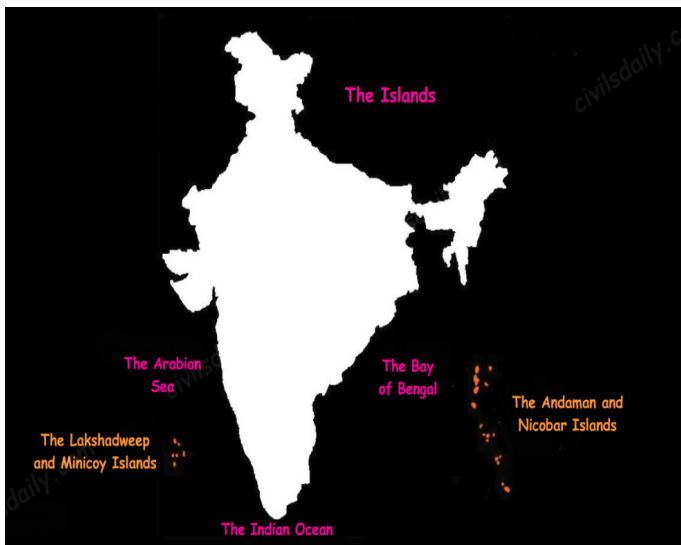 civilsdaily.c
The Islands
The Arabian
Sea
The Bay
of Bengal
The Andaman and
Nicobar Islands
The Lakshadweep
and Minicoy Islands
The Indian Ocean